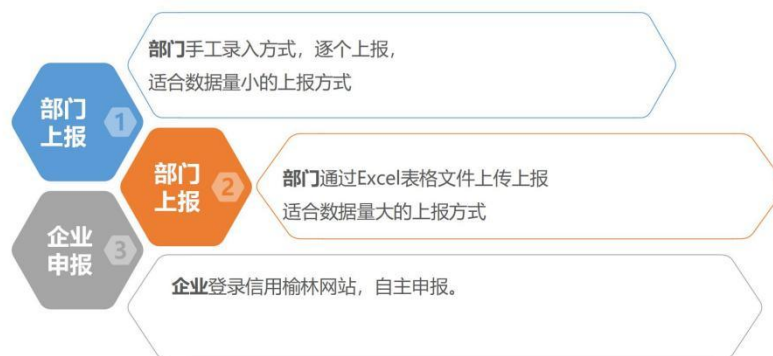 部门手工录入方式，逐个上报，
适合数据量小的上报方式
部门
上报
1
部门
上报
2
部门通过Excel表格文件上传上报
适合数据量大的上报方式
企业
申报
3
企业登录信用榆林网站，自主申报。